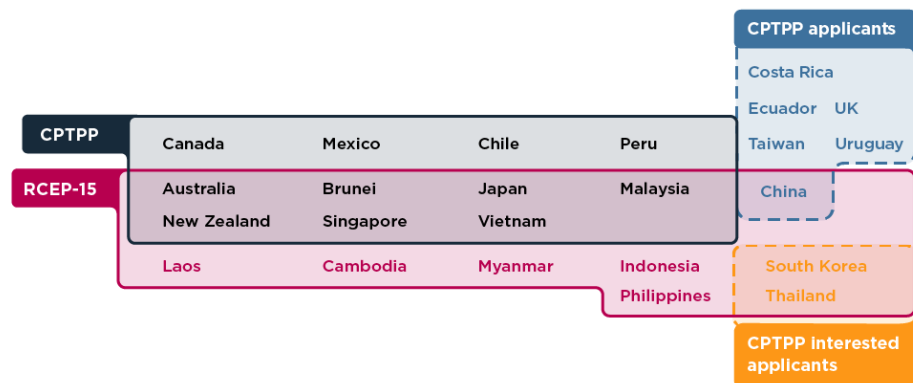 CPTPP applicants
Costa Rica
Ecuador UK
CPTPP
Canada Mexico Chile Peru Taiwan Uruguay
RCEP-15
Australia Brunei Japan Malaysia China
New Zealand Singapore Vietnam
Laos Cambodia Myanmar Indonesia South Korea
Philippines Thailand
CPTPP interested
applicants